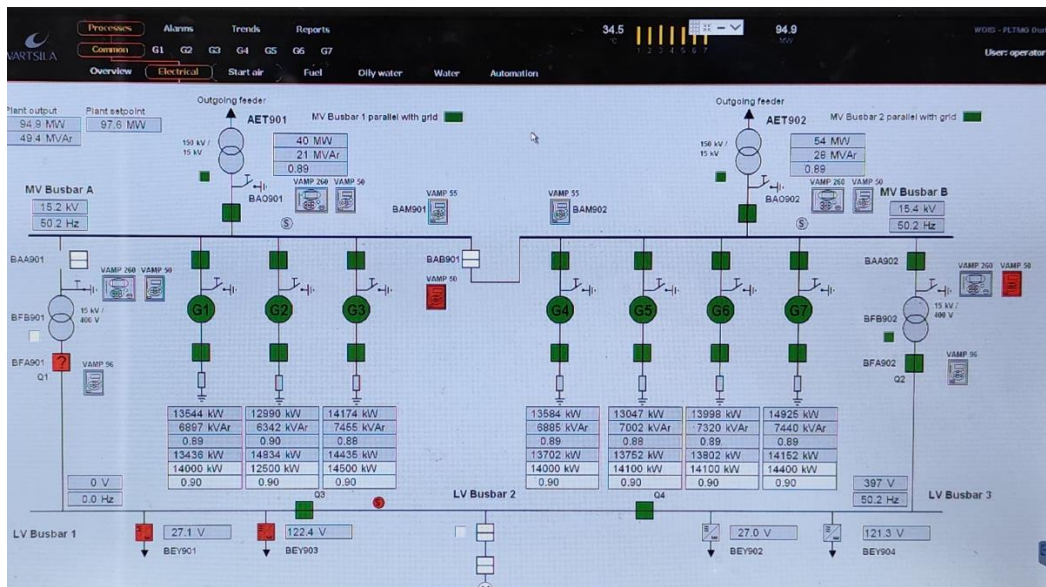 Processes Alarms Trends Reports
34.5 °C
1 2 3 4 5 6 7
94.9 MW
VARTSILA
Common G1 G2 G3 G4 G5 G6 G7
User: operator
Overview Electrical Start air Fuel Oily water Water Automation
Plant output Plant setpoint
94.9 MW 97.6 MW
49.4 MVAr
Outgoing feeder
AET901
MV Busbar 1 parallel with grid
150 kV /
15 kV
40 MW
21 MVAr
0.89
VAMP 260 VAMP 50
BAO901
S
Outgoing feeder
AET902
MV Busbar 2 parallel with grid
150 kV /
15 kV
54 MW
28 MVAr
0.89
VAMP 260 VAMP 50
BAO902
S
MV Busbar A
15.2 kV
50.2 Hz
VAMP 55
BAM901
VAMP 55
BAM902
MV Busbar B
15.4 kV
50.2 Hz
BAA901
VAMP 260 VAMP 50
BFB901
15 kV /
400 V
BFA901
?
Q1
VAMP 96
BAB901
VAMP 50
BAA902
VAMP 260 VAMP 50
BFB902
15 kV /
400 V
BFA902
Q2
VAMP 96
G1 G2 G3 G4 G5 G6 G7
13544 kW 12990 kW 14174 kW 13584 kW 13047 kW 13998 kW 14925 kW
6897 kVAr 6342 kVAr 7455 kVAr 6885 kVAr 7002 kVAr 7320 kVAr 7440 kVAr
0.89 0.90 0.88 0.89 0.88 0.89 0.89
13436 kW 14834 kW 14435 kW 13702 kW 13752 kW 13802 kW 14152 kW
14000 kW 12500 kW 14500 kW 14000 kW 14100 kW 14100 kW 14400 kW
0.90 0.90 0.90 0.90 0.90 0.90 0.90
0 V
0.0 Hz
Q3
S
LV Busbar 2
Q4
397 V
50.2 Hz
LV Busbar 3
LV Busbar 1
27.1 V
BEY901
122.4 V
BEY903
27.0 V
BEY902
121.3 V
BEY904